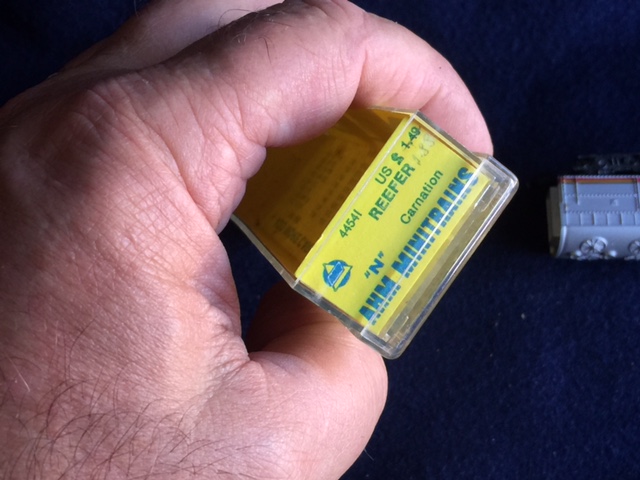 44541 US $ 1.49
REEFER
Carnation
"N"
AHM MINITRAINS